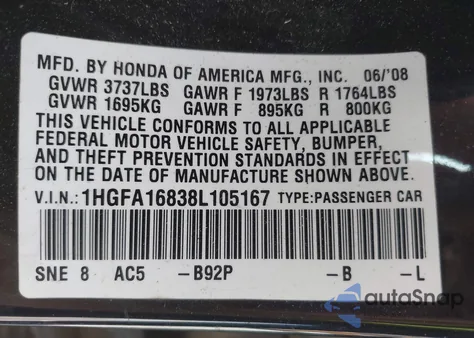 MFD. BY HONDA OF AMERICA MFG., INC. 06/'08
GVWR 3737LBS GAWR F 1973LBS R 1764LBS
GVWR 1695KG GAWR F 895KG R 800KG
THIS VEHICLE CONFORMS TO ALL APPLICABLE
FEDERAL MOTOR VEHICLE SAFETY, BUMPER,
AND THEFT PREVENTION STANDARDS IN EFFECT
ON THE DATE OF MANUFACTURE SHOWN ABOVE.
V.I.N.: 1HGFA16838L105167 TYPE:PASSENGER CAR
SNE 8 AC5 -B92P -B -L
autoSnap